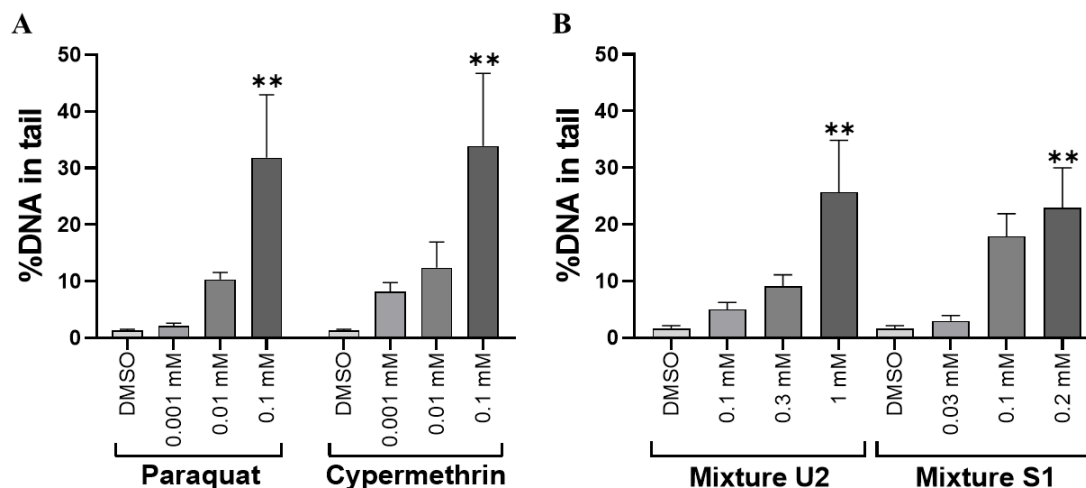 A
%DNA in tail
50
40
30
20
10
0
**
**
DMSO
0.001 mM
0.01 mM
0.1 mM
DMSO
0.001 mM
0.01 mM
0.1 mM
Paraquat
Cypermethrin
B
%DNA in tail
50
40
30
20
10
0
**
**
DMSO
0.1 mM
0.3 mM
1 mM
DMSO
0.03 mM
0.1 mM
0.2 mM
Mixture U2
Mixture S1